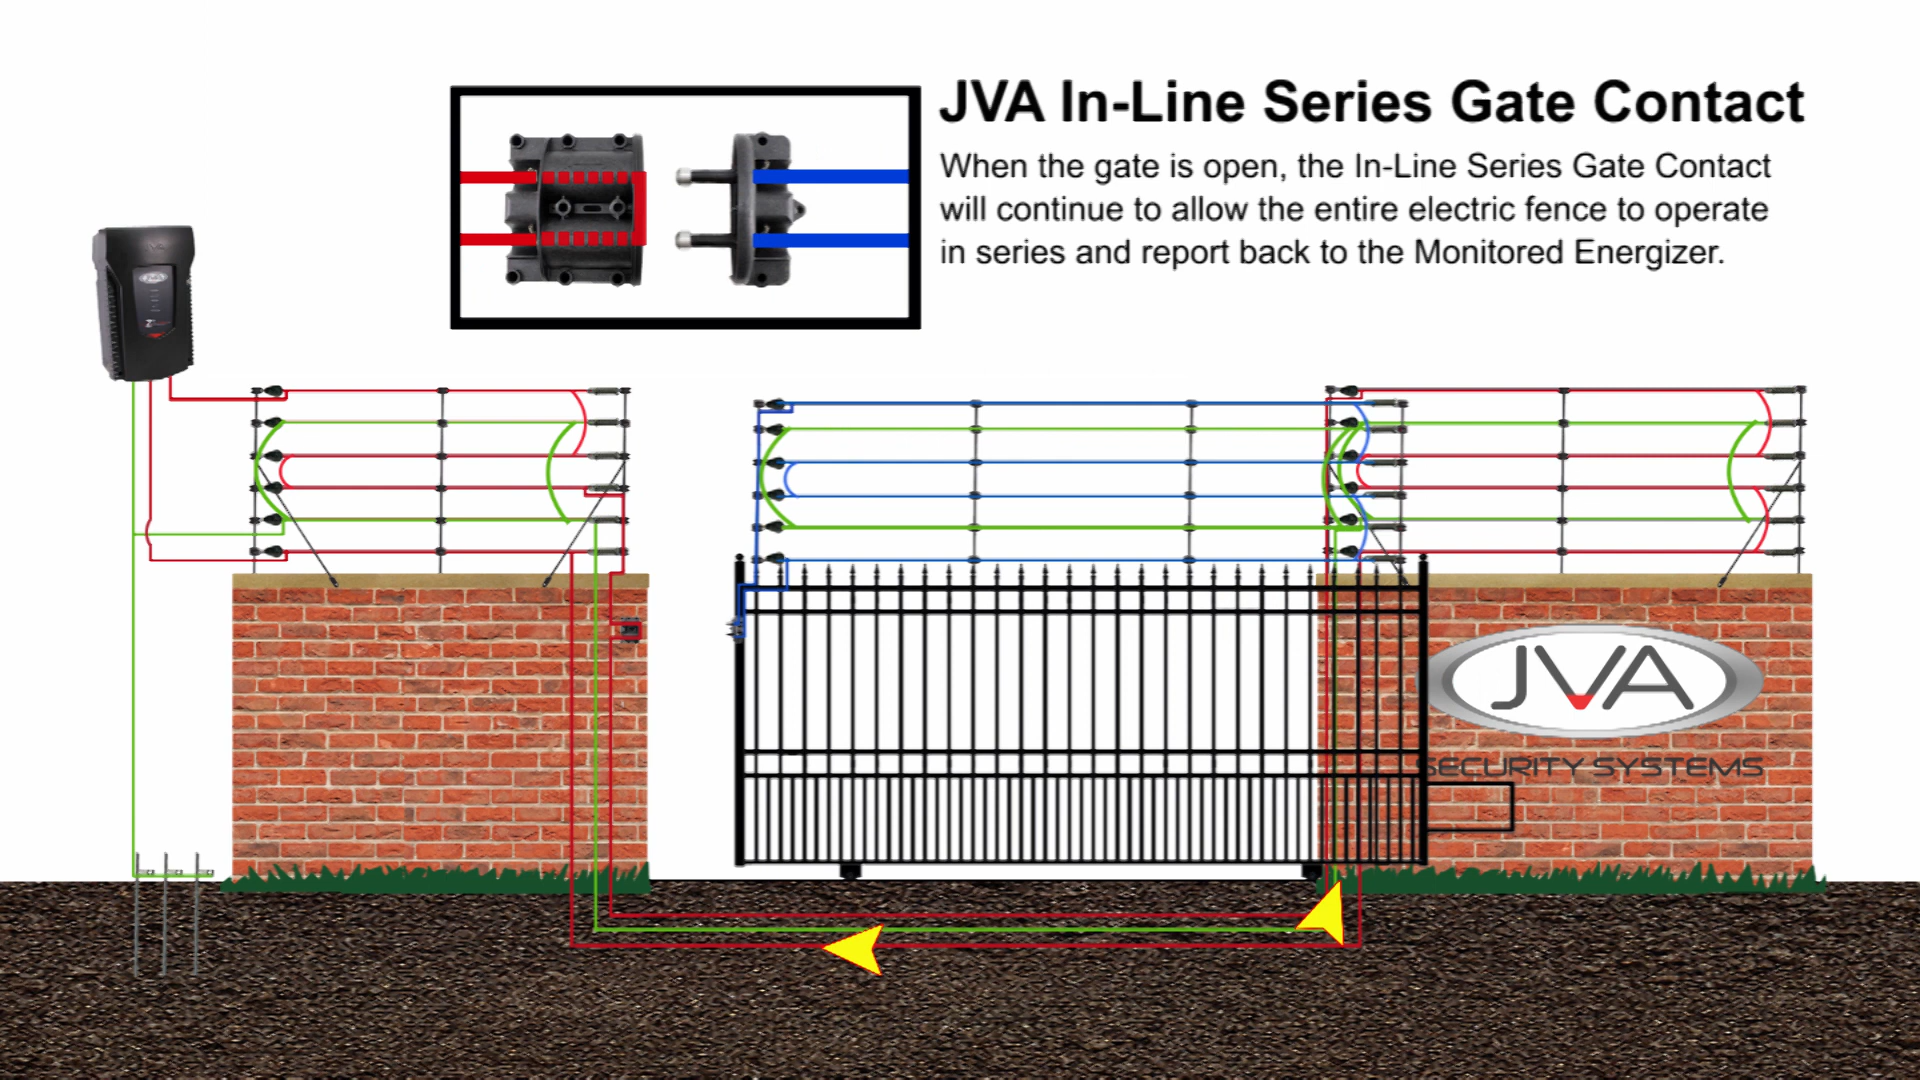 JVA In-Line Series Gate Contact
When the gate is open, the In-Line Series Gate Contact
will continue to allow the entire electric fence to operate
in series and report back to the Monitored Energizer.
JVA
SECURITY SYSTEMS